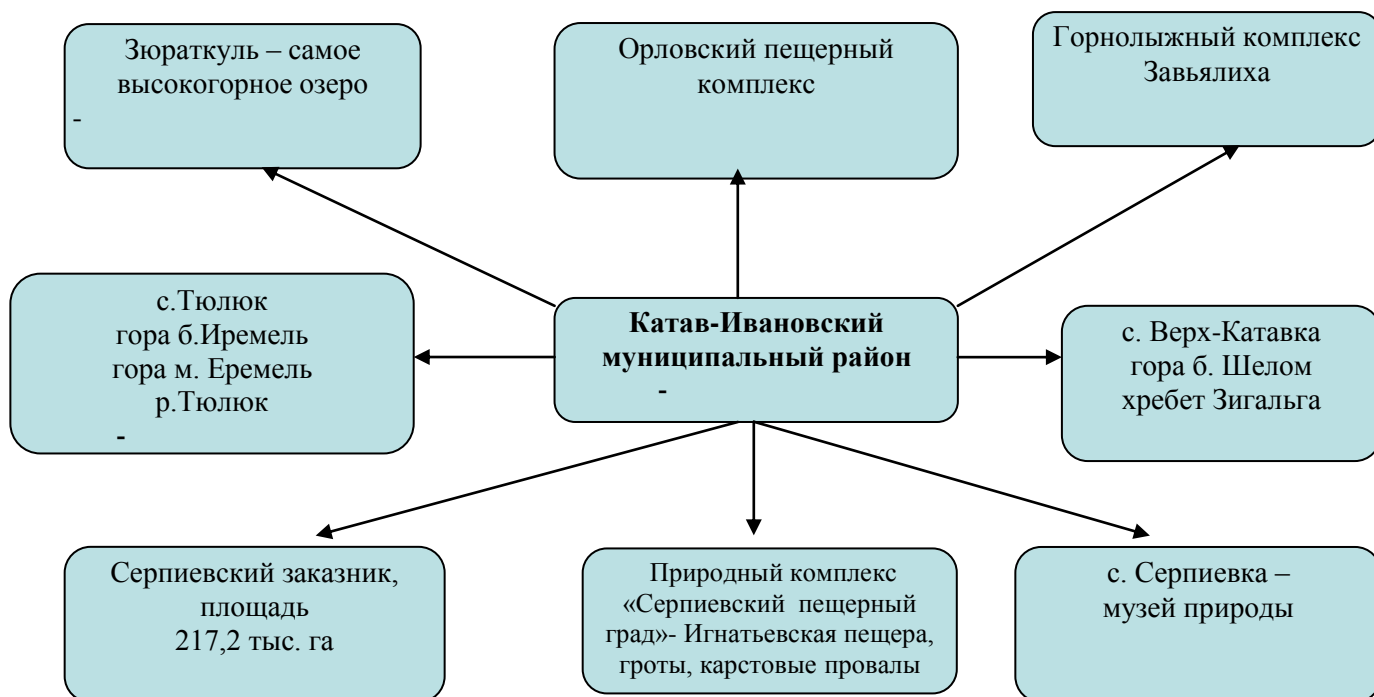 Зюраткуль – самое
высокогорное озеро
-
Орловский пещерный
комплекс
Горнолыжный комплекс
Завьялиха
с.Тюлюк
гора б.Иремель
гора м. Еремель
р.Тюлюк
-
Катав-Ивановский
муниципальный район
-
с. Верх-Катавка
гора б. Шелом
хребет Зигальга
Серпиевский заказник,
площадь
217,2 тыс. га
Природный комплекс
«Серпиевский пещерный
град»- Игнатьевская пещера,
гроты, карстовые провалы
с. Серпиевка –
музей природы